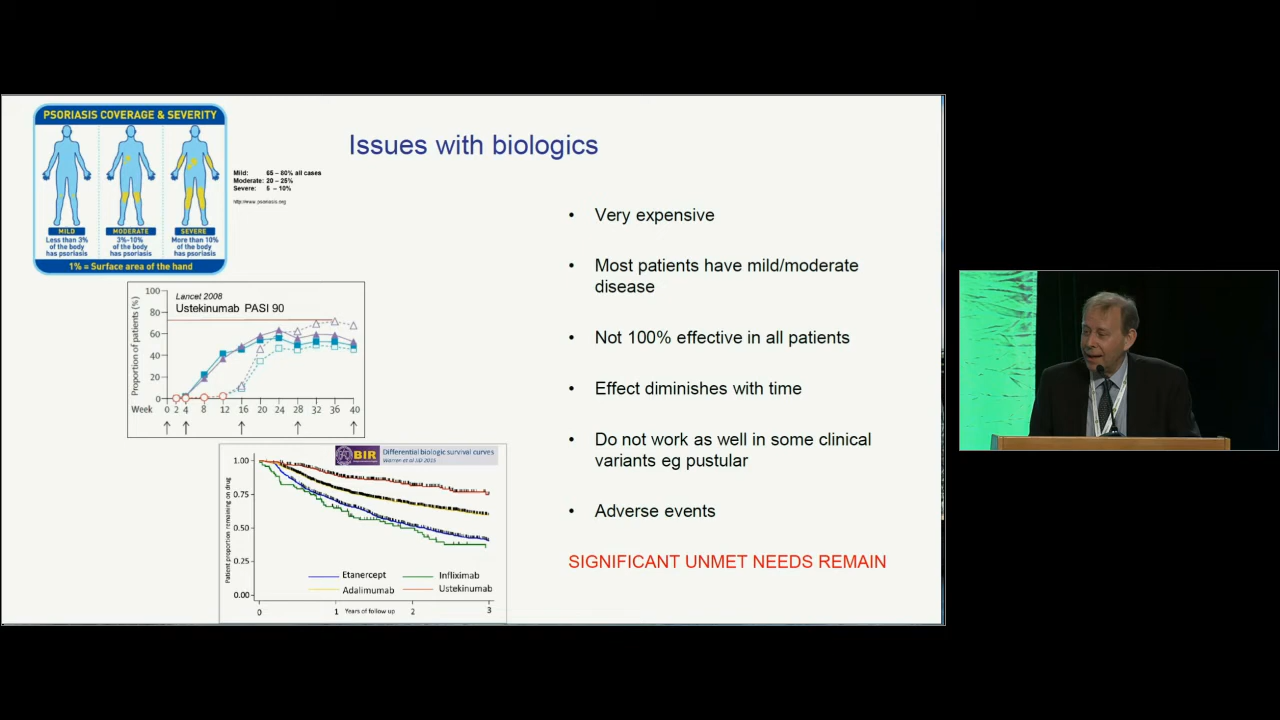 PSORIASIS COVERAGE & SEVERITY
MILD
MODERATE
SEVERE
Less than 3%
of the body
has psoriasis
3%-10%
of the body
has psoriasis
More than 10%
of the body
has psoriasis
1% = Surface area of the hand
Mild: 65 – 80% all cases
Moderate: 20 – 25%
Severe: 5 – 10%
http://www.psoriasis.org
Issues with biologics
• Very expensive
• Most patients have mild/moderate
disease
• Not 100% effective in all patients
• Effect diminishes with time
• Do not work as well in some clinical
variants eg pustular
• Adverse events
SIGNIFICANT UNMET NEEDS REMAIN
Lancet 2008
Ustekinumab PASI 90
Proportion of patients (%)
100
80
60
40
20
0
Week 0 2 4 8 12 16 20 24 28 32 36 40
BIR
Differential biologic survival curves
Warren et al JID 2015
Patient proportion remaining on drug
1.00
0.75
0.50
0.25
0.00
Etanercept
Infliximab
Adalimumab
Ustekinumab
0 1 Years of follow up 2 3